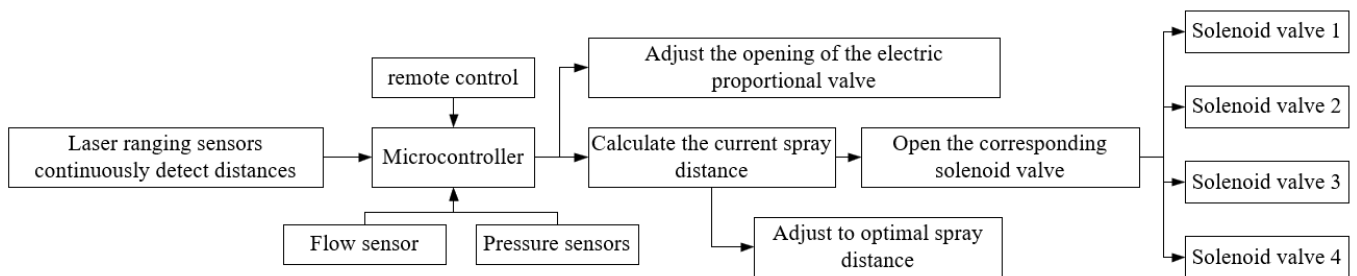 remote control
Laser ranging sensors
continuously detect distances
Microcontroller
Flow sensor
Pressure sensors
Adjust the opening of the electric
proportional valve
Calculate the current spray
distance
Adjust to optimal spray
distance
Open the corresponding
solenoid valve
Solenoid valve 1
Solenoid valve 2
Solenoid valve 3
Solenoid valve 4